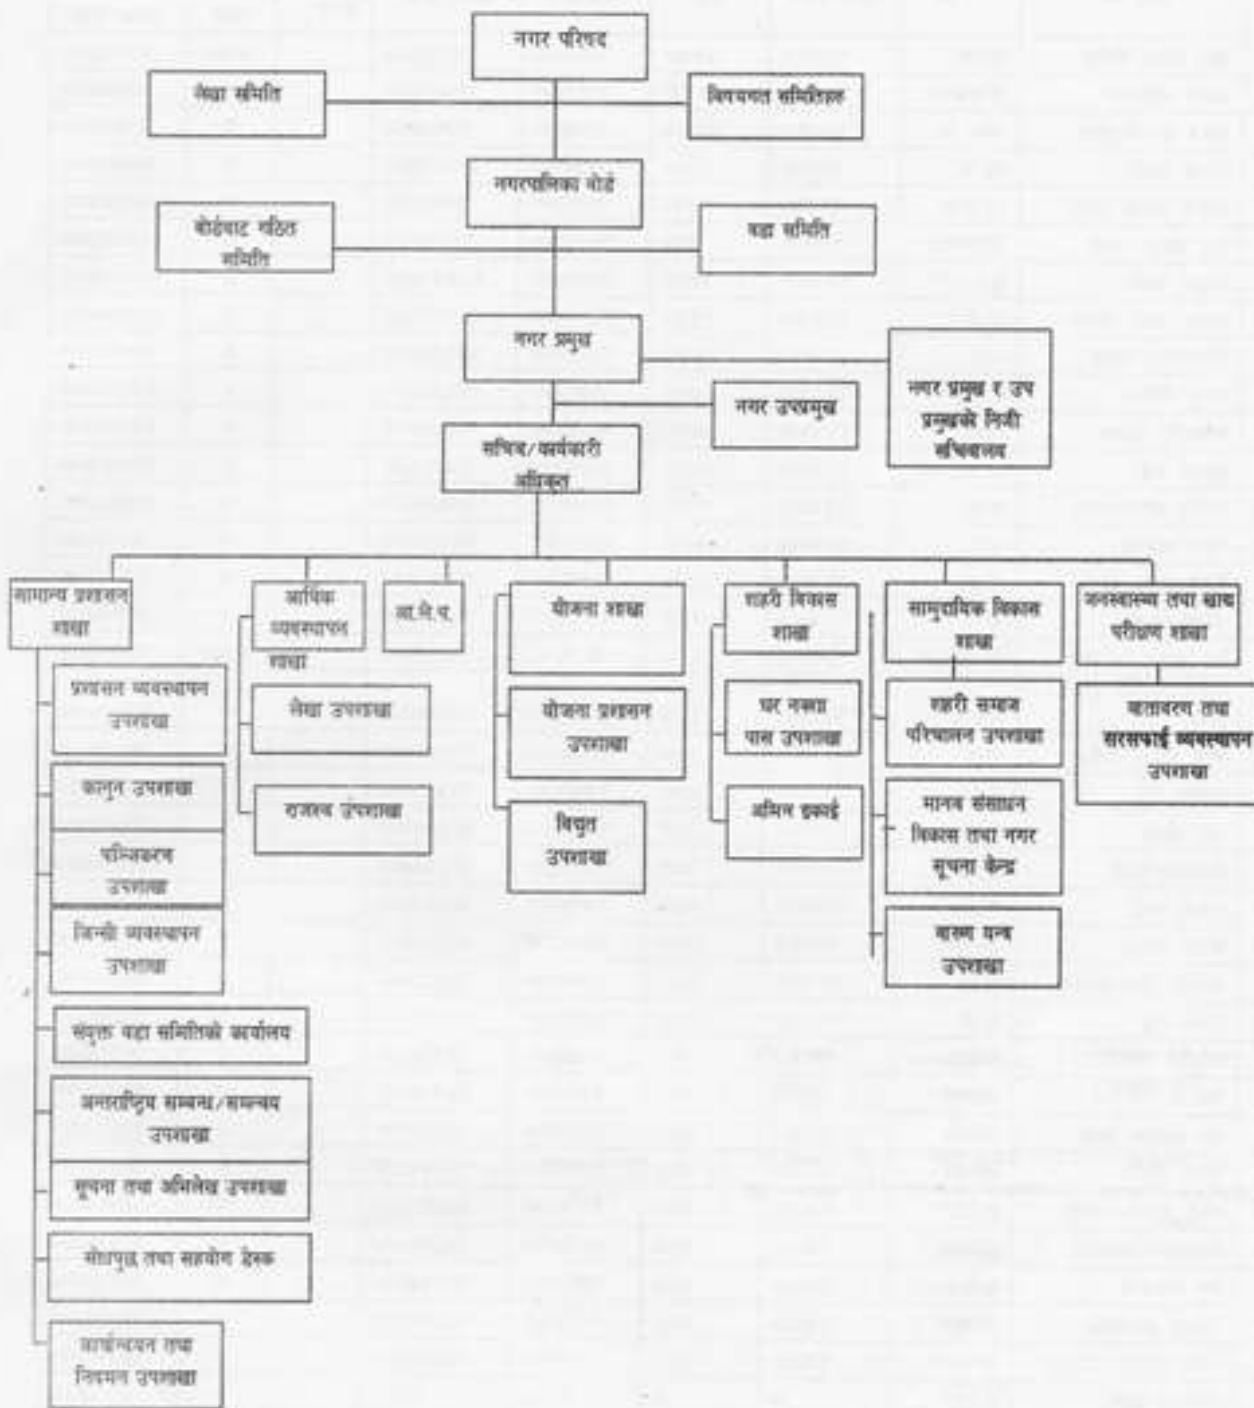 नगर परिषद
लेखा समिति
विषयगत समितिहरु
नगरपालिका बोर्ड
बोर्डबाट गठित
समिति
वडा समिति
नगर प्रमुख
नगर प्रमुख र उप
प्रमुखको निजी
सचिवालय
नगर उपप्रमुख
सचिव/कार्यकारी
अधिकृत
सामान्य प्रशासन
शाखा
प्रशासन व्यवस्थापन
उपशाखा
कानुन उपशाखा
पञ्जिकरण
उपशाखा
जिन्सी व्यवस्थापन
उपशाखा
संयुक्त वडा समितिको कार्यालय
अन्तराष्ट्रिय सम्बन्ध/समन्वय
उपशाखा
सूचना तथा अभिलेख उपशाखा
सोधपुछ तथा सहयोग डेस्क
कार्यान्वयन तथा
नियमन उपशाखा
आर्थिक
व्यवस्थापन
शाखा
लेखा उपशाखा
राजश्व उपशाखा
आ.ले.प.
योजना शाखा
योजना प्रशासन
उपशाखा
विद्युत
उपशाखा
शहरी विकास
शाखा
घर नक्शा
पास उपशाखा
अमिन इकाई
सामुदायिक विकास
शाखा
शहरी समाज
परिचालन उपशाखा
मानव संसाधन
विकास तथा नगर
सूचना केन्द्र
वारुण यन्त्र
उपशाखा
जनस्वास्थ्य तथा खाद्य
परीक्षण शाखा
वातावरण तथा
सरसफाई व्यवस्थापन
उपशाखा